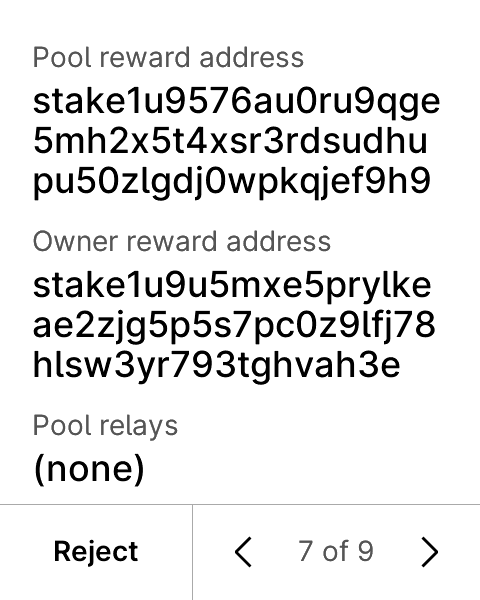 Pool reward address
stake1u9576au0ru9qge
5mh2x5t4xsr3rdsudhu
pu50zlgdj0wpkqjef9h9
Owner reward address
stake1u9u5mxe5prylke
ae2zjg5p5s7pc0z9lfj78
hlsw3yr793tghvah3e
Pool relays
(none)
Reject
7 of 9